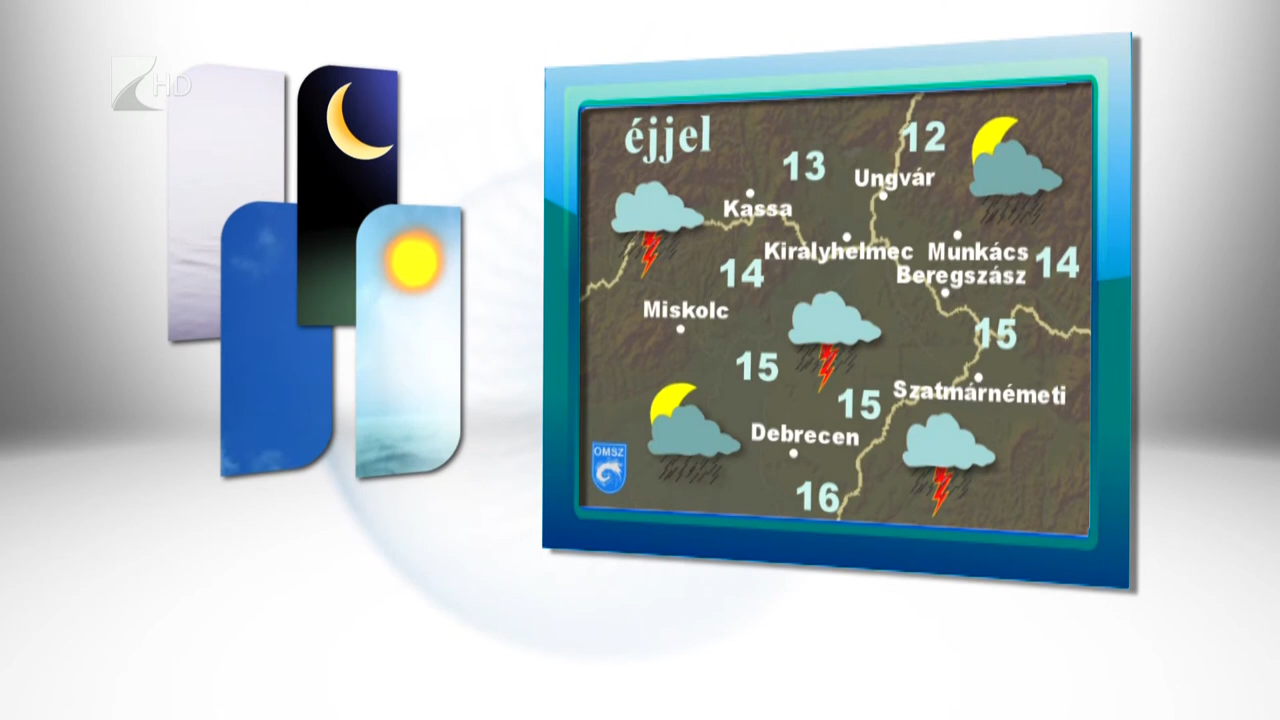 HD
éjjel
12
13
Ungvár
Kassa
Királyhelmec
Munkács
14
14
Beregszász
Miskolc
15
15
Szatmárnémeti
15
Debrecen
OMSZ
16